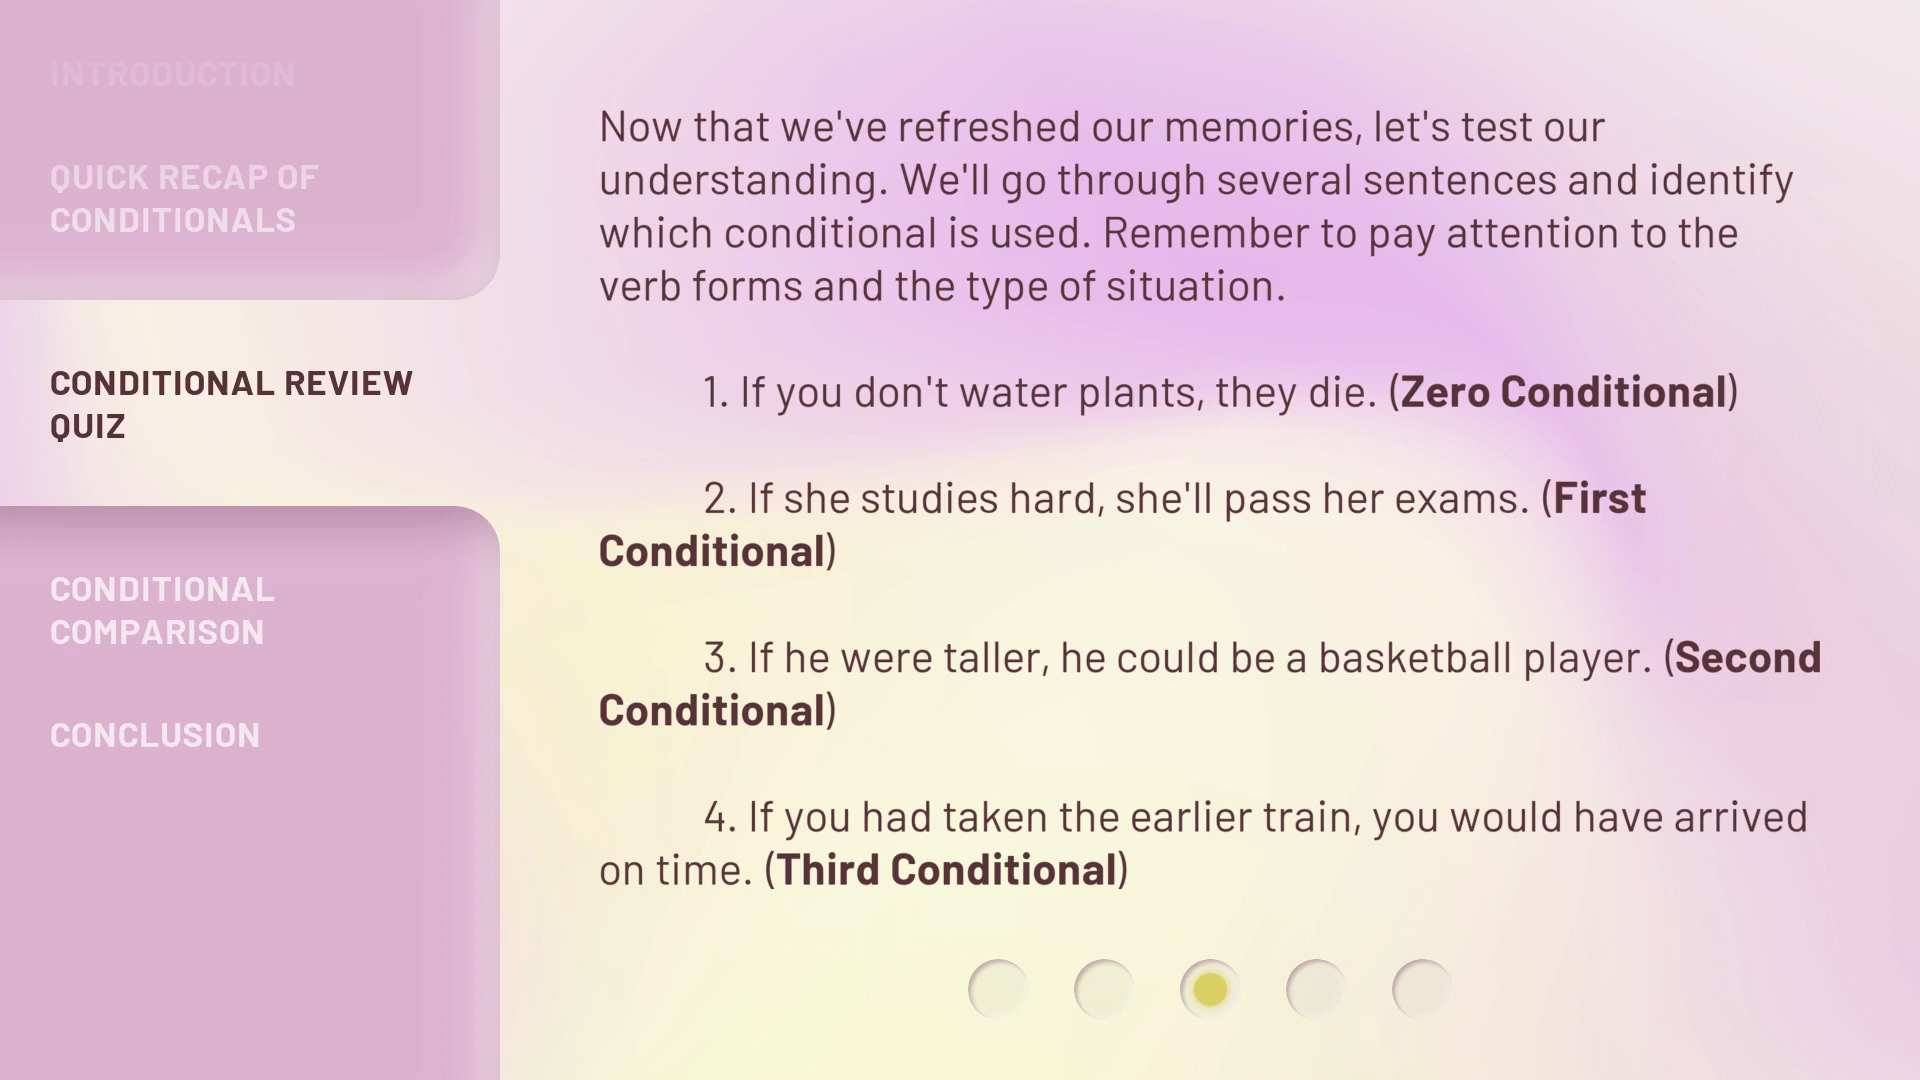 INTRODUCTION
QUICK RECAP OF
CONDITIONALS
CONDITIONAL REVIEW
QUIZ
CONDITIONAL
COMPARISON
CONCLUSION
Now that we've refreshed our memories, let's test our
understanding. We'll go through several sentences and identify
which conditional is used. Remember to pay attention to the
verb forms and the type of situation.
1. If you don't water plants, they die. (Zero Conditional)
2. If she studies hard, she'll pass her exams. (First
Conditional)
3. If he were taller, he could be a basketball player. (Second
Conditional)
4. If you had taken the earlier train, you would have arrived
on time. (Third Conditional)